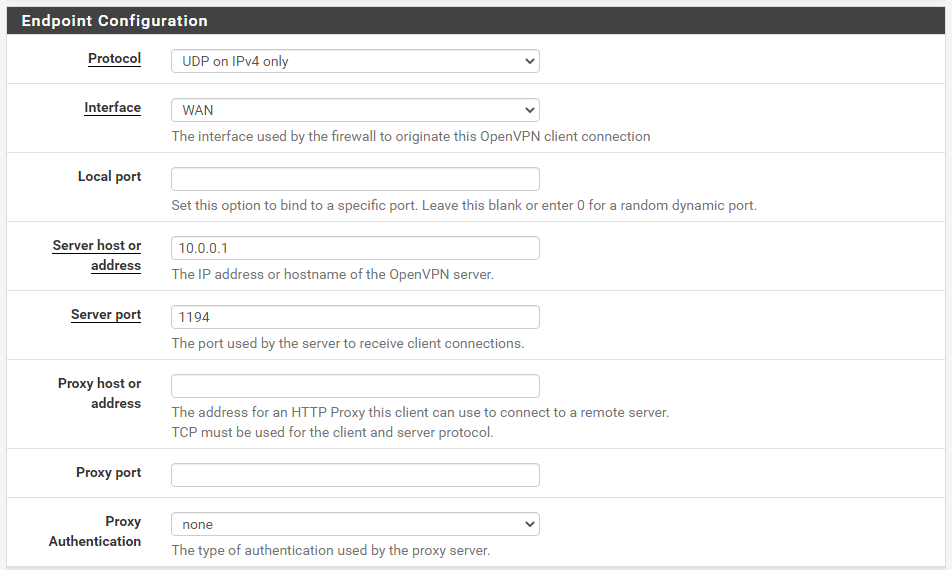 Endpoint Configuration
Protocol
UDP on IPv4 only
Interface
WAN
The interface used by the firewall to originate this OpenVPN client connection
Local port
Set this option to bind to a specific port. Leave this blank or enter 0 for a random dynamic port.
Server host or
address
10.0.0.1
The IP address or hostname of the OpenVPN server.
Server port
1194
The port used by the server to receive client connections.
Proxy host or
address
The address for an HTTP Proxy this client can use to connect to a remote server.
TCP must be used for the client and server protocol.
Proxy port
Proxy
Authentication
none
The type of authentication used by the proxy server.